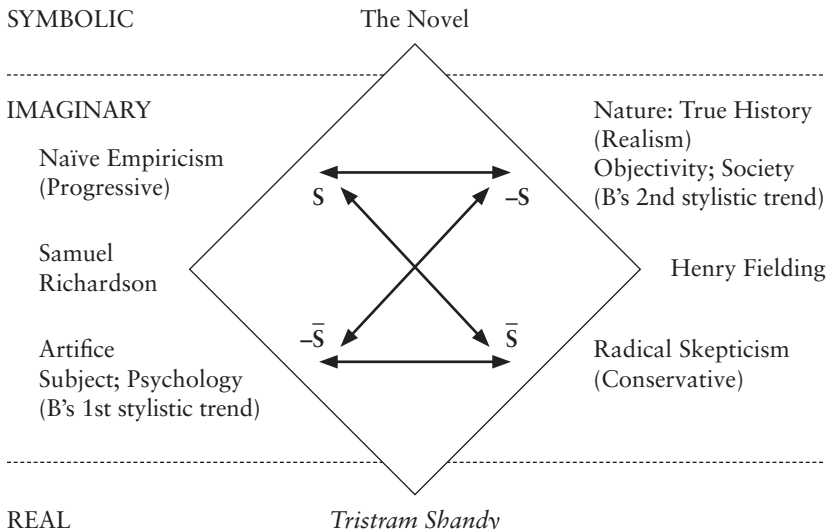 SYMBOLIC
The Novel
IMAGINARY
Naïve Empiricism
(Progressive)
Nature: True History
(Realism)
Objectivity; Society
(B's 2nd stylistic trend)
S
–S
Samuel
Richardson
Henry Fielding
–S̅
S̅
Artifice
Subject; Psychology
(B's 1st stylistic trend)
Radical Skepticism
(Conservative)
REAL
Tristram Shandy